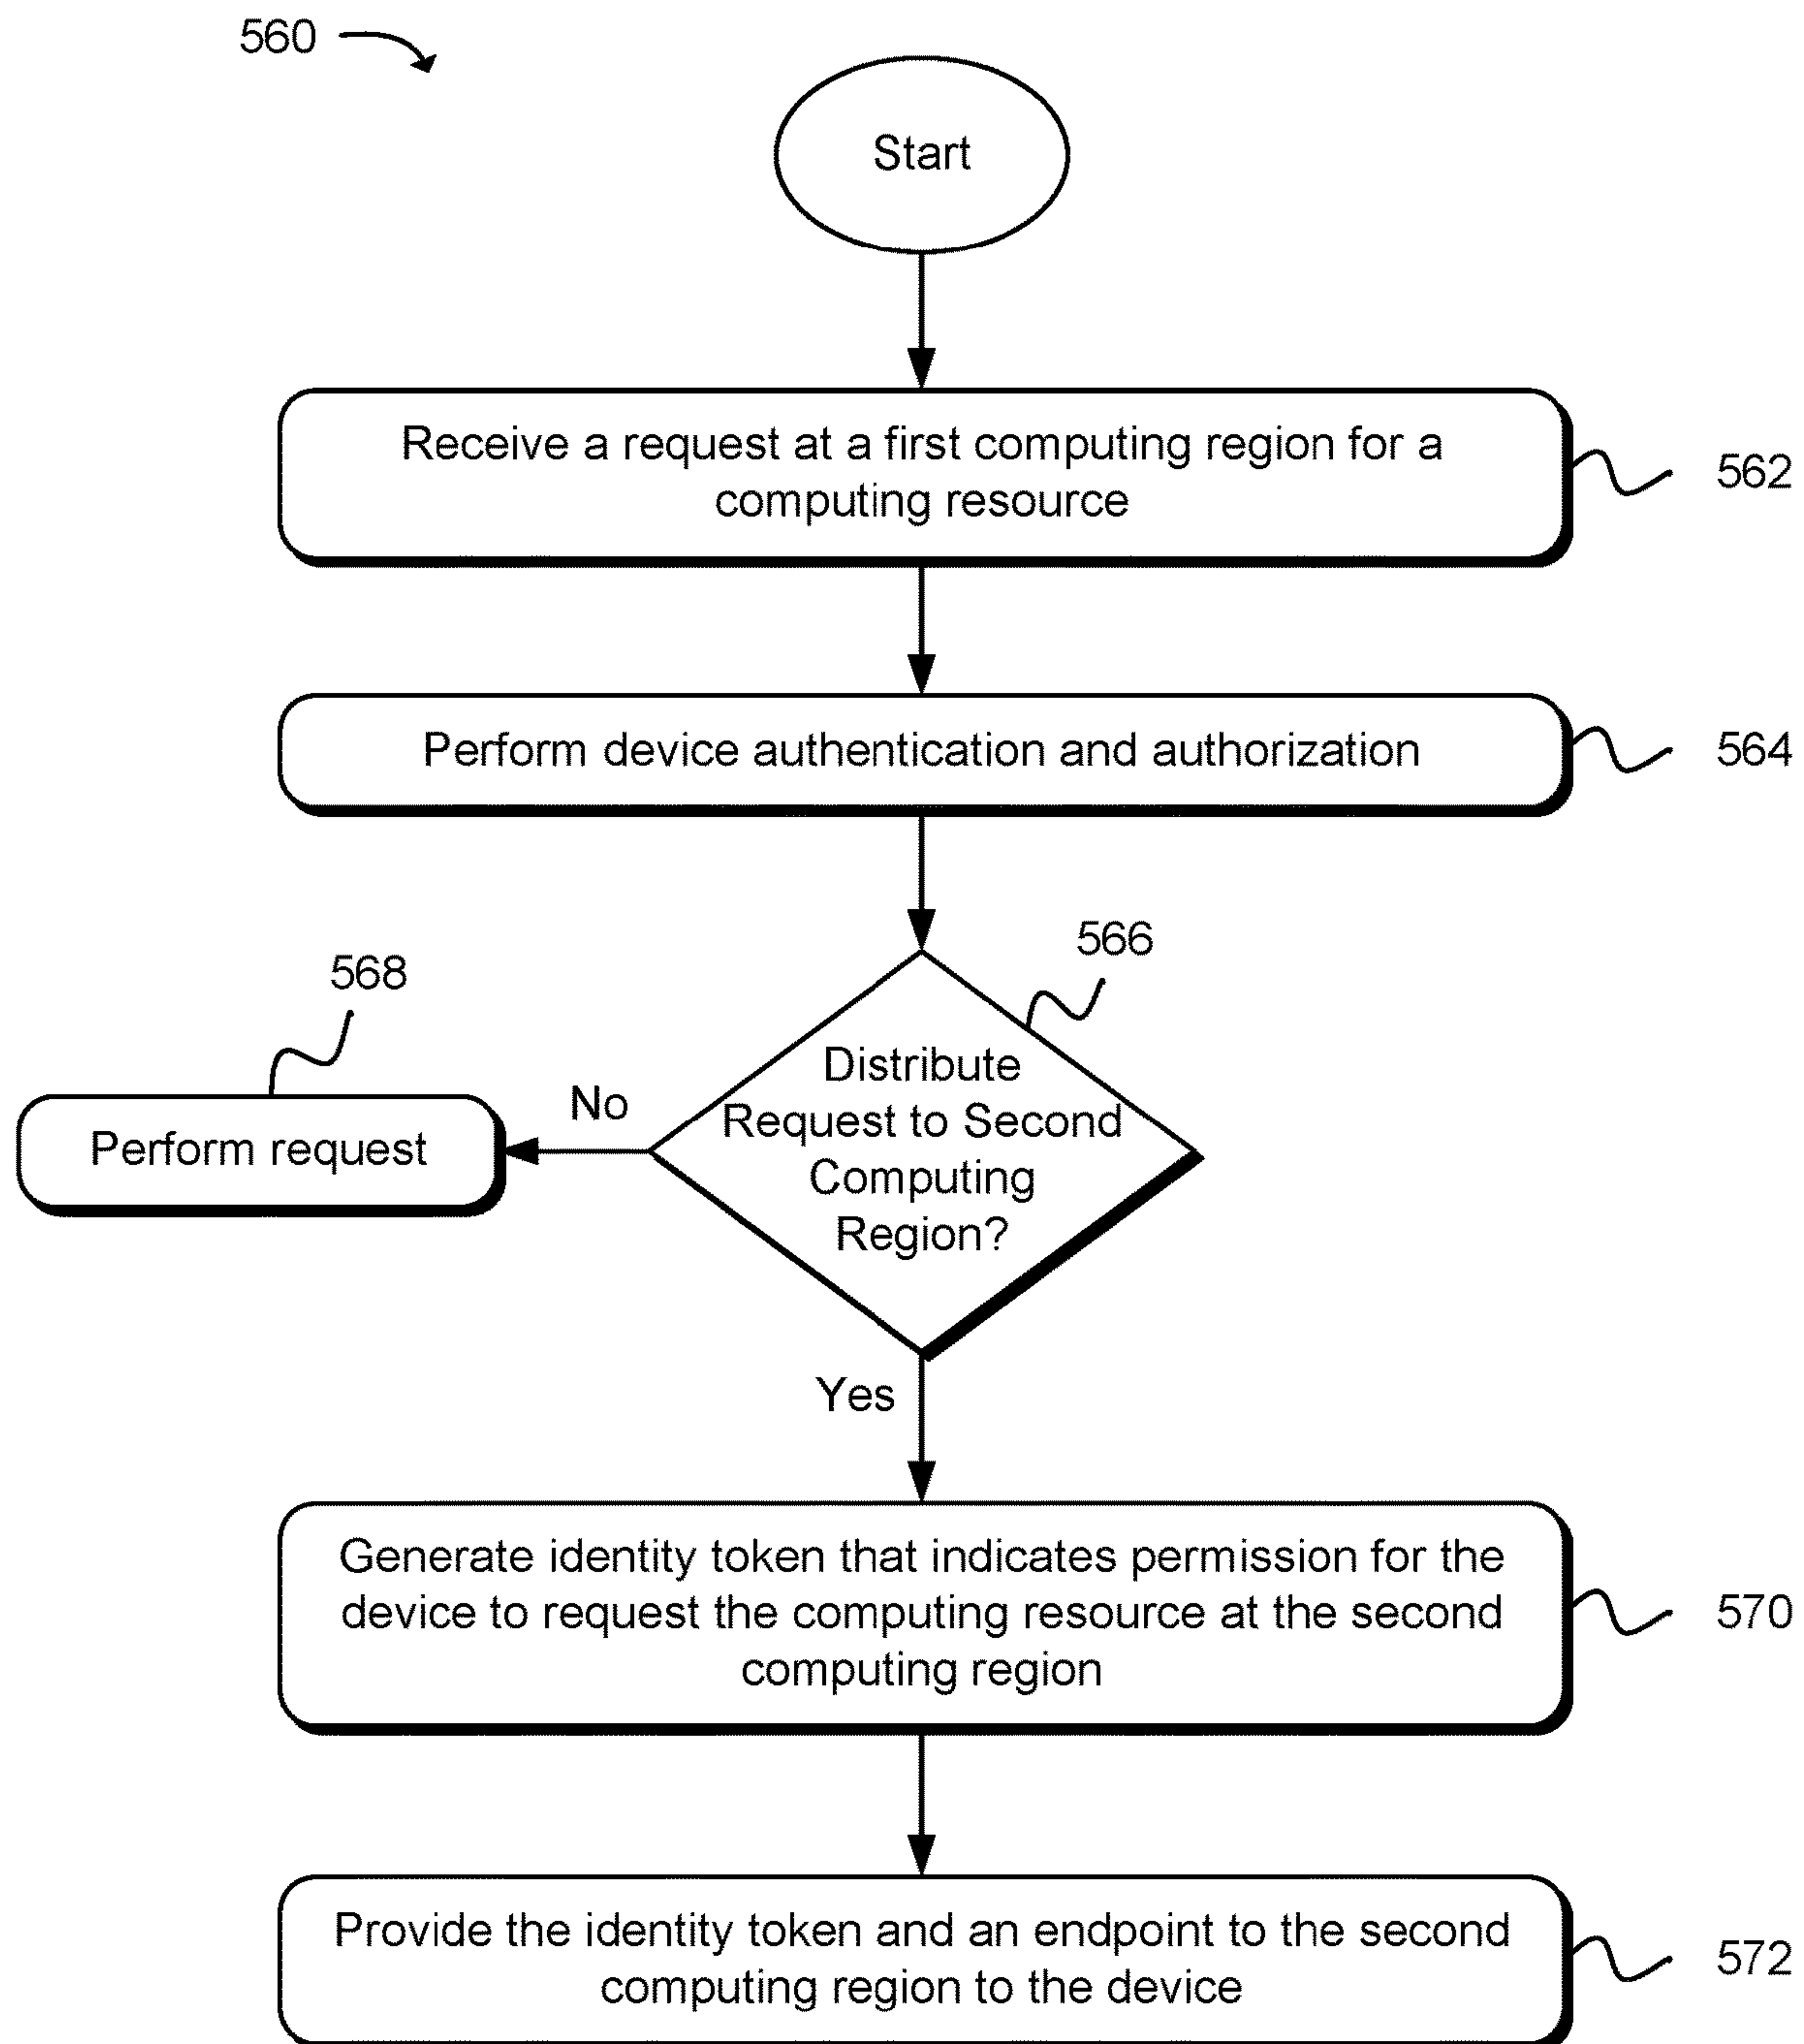 560
Start
Receive a request at a first computing region for a
computing resource
562
Perform device authentication and authorization
564
566
568
Distribute
Request to Second
Computing
Region?
No
Perform request
Yes
Generate identity token that indicates permission for the
device to request the computing resource at the second
computing region
570
Provide the identity token and an endpoint to the second
computing region to the device
572